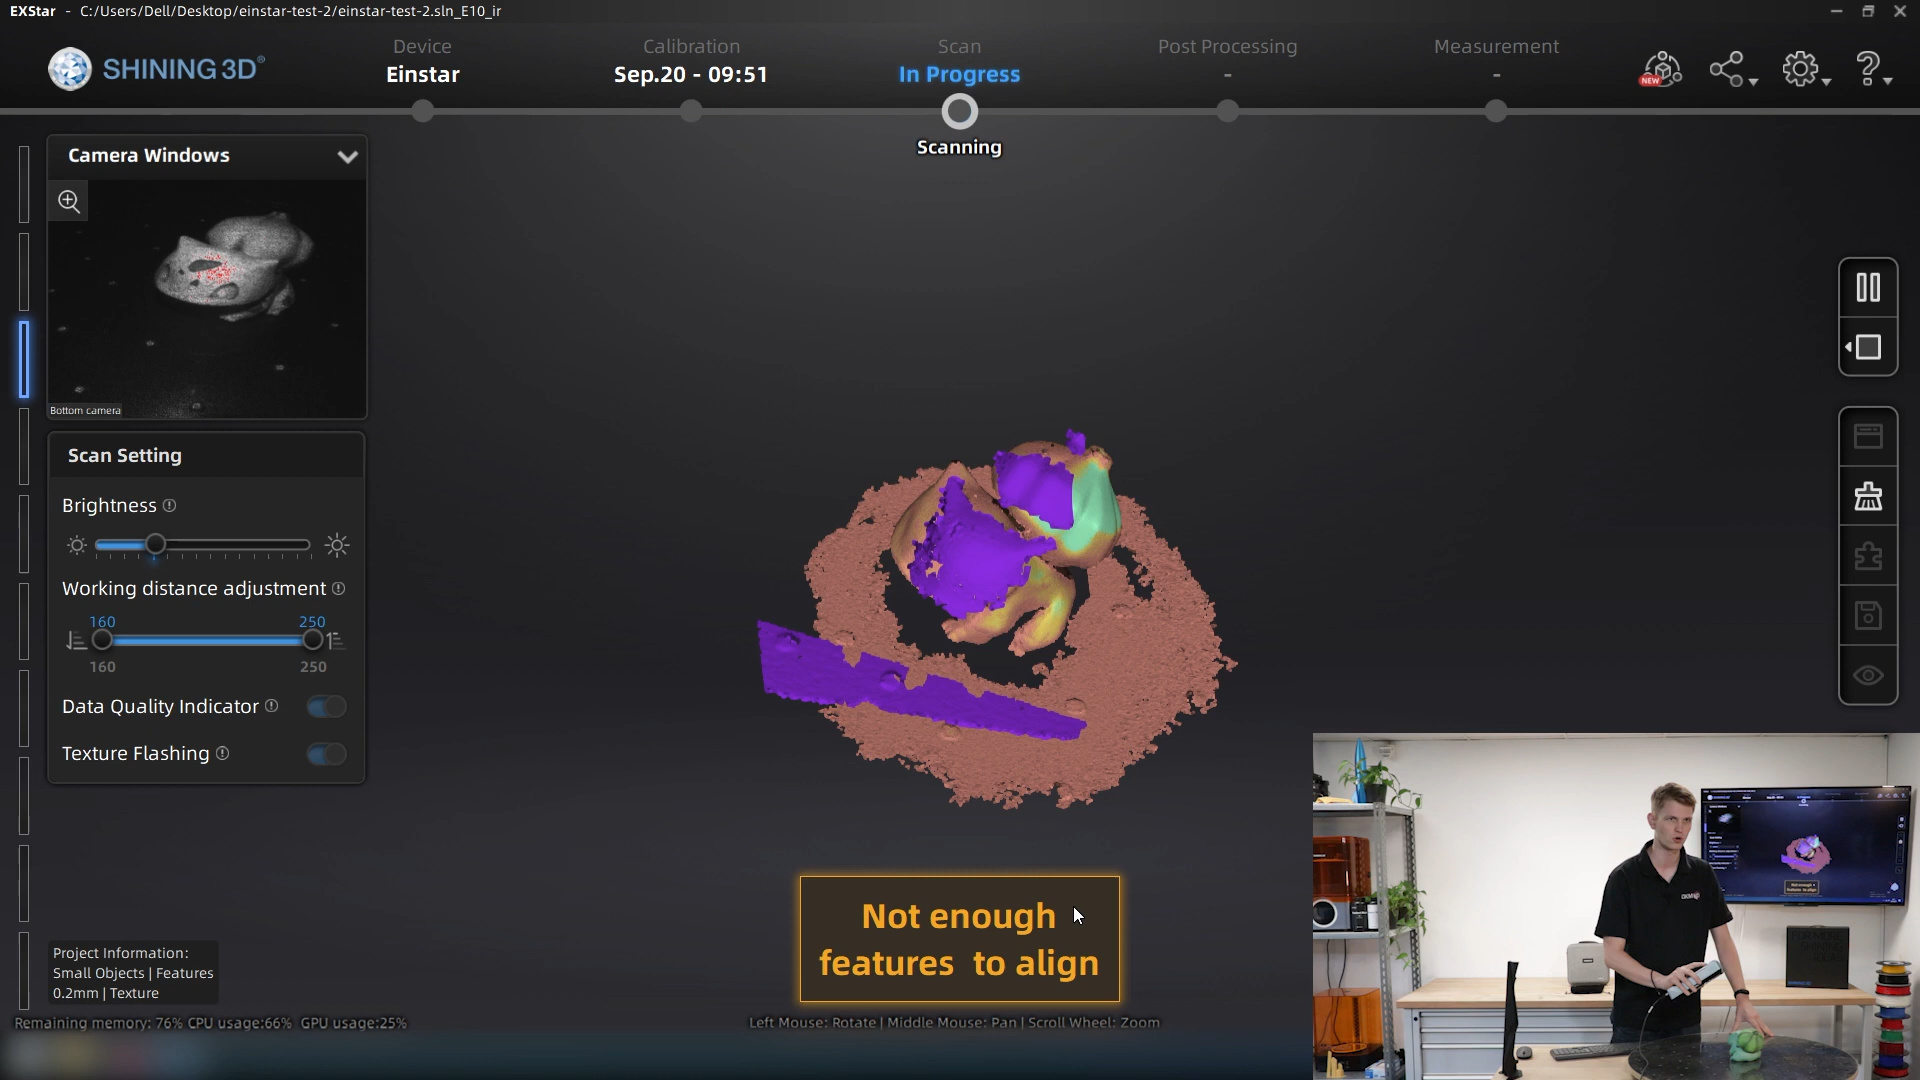 EXStar - C:/Users/Dell/Desktop/einstar-test-2/einstar-test-2.sln_E10_ir
SHINING 3D®
Device
Einstar
Calibration
Sep.20 - 09:51
Scan
In Progress
Scanning
Post Processing
-
Measurement
-
NEW
Camera Windows
Bottom camera
Scan Setting
Brightness
Working distance adjustment
160 250
160 250
Data Quality Indicator
Texture Flashing
Project Information:
Small Objects | Features
0.2mm | Texture
Remaining memory: 76% CPU usage:66% GPU usage:25%
Not enough
features to align
Left Mouse: Rotate | Middle Mouse: Pan | Scroll Wheel: Zoom